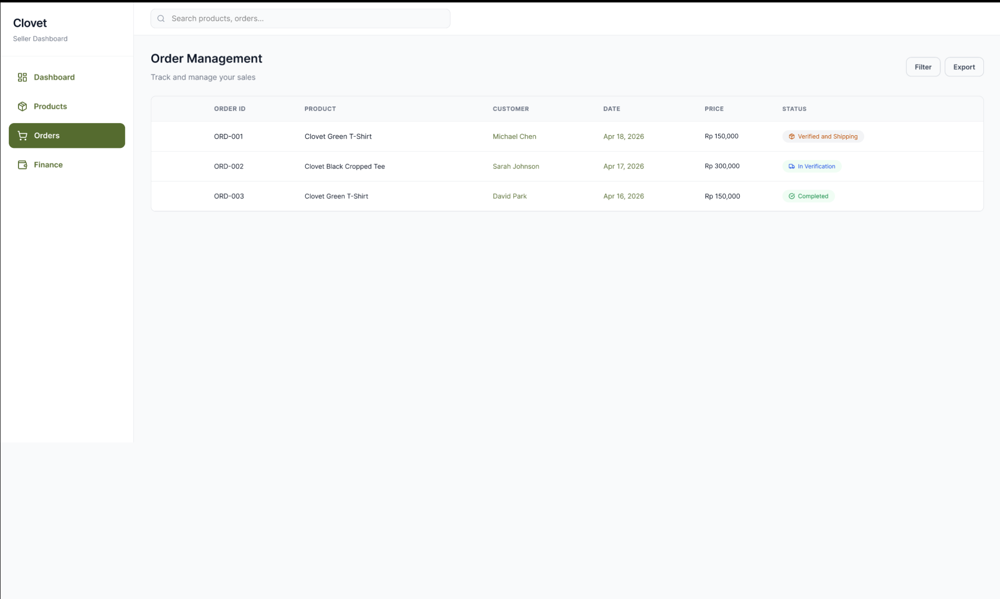 Clovet
Seller Dashboard
Dashboard
Products
Orders
Finance
Search products, orders...
Order Management
Track and manage your sales
Filter
Export
ORDER ID PRODUCT CUSTOMER DATE PRICE STATUS
ORD-001 Clovet Green T-Shirt Michael Chen Apr 18, 2026 Rp 150,000 Verified and Shipping
ORD-002 Clovet Black Cropped Tee Sarah Johnson Apr 17, 2026 Rp 300,000 In Verification
ORD-003 Clovet Green T-Shirt David Park Apr 16, 2026 Rp 150,000 Completed